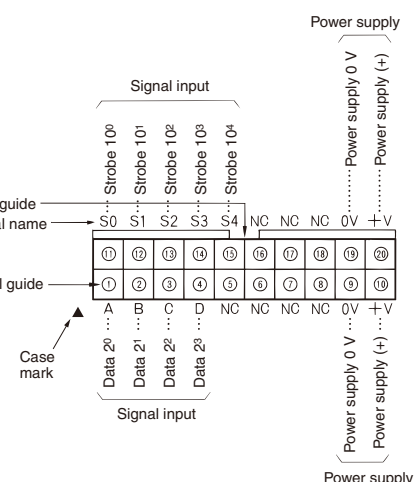 Power supply
Signal input
Strobe 10⁰
Strobe 10¹
Strobe 10²
Strobe 10³
Strobe 10⁴
Power supply 0 V
Power supply (+)
guide
name
S0 S1 S2 S3 S4 NC NC NC 0V +V
⑪ ⑫ ⑬ ⑭ ⑮ ⑯ ⑰ ⑱ ⑲ ⑳
guide
① ② ③ ④ ⑤ ⑥ ⑦ ⑧ ⑨ ⑩
A B C D NC NC NC NC 0V +V
Case
mark
Data 2⁰
Data 2¹
Data 2²
Data 2³
Power supply 0 V
Power supply (+)
Signal input
Power supply